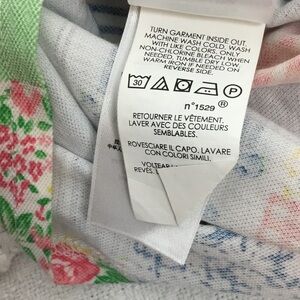 TURN GARMENT INSIDE OUT,
MACHINE WASH COLD, WASH
WITH LIKE COLORS. ONLY
NON-CHLORINE BLEACH WHEN
NEEDED, TUMBLE DRY LOW.
WARM IRON IF NEEDED ON
REVERSE SIDE.
30
P
n°1529 ®
RETOURNER LE VÊTEMENT.
LAVER AVEC DES COULEURS
SEMBLABLES.
ROVESCIARE IL CAPO. LAVARE
CON COLORI SIMILI.
REVES